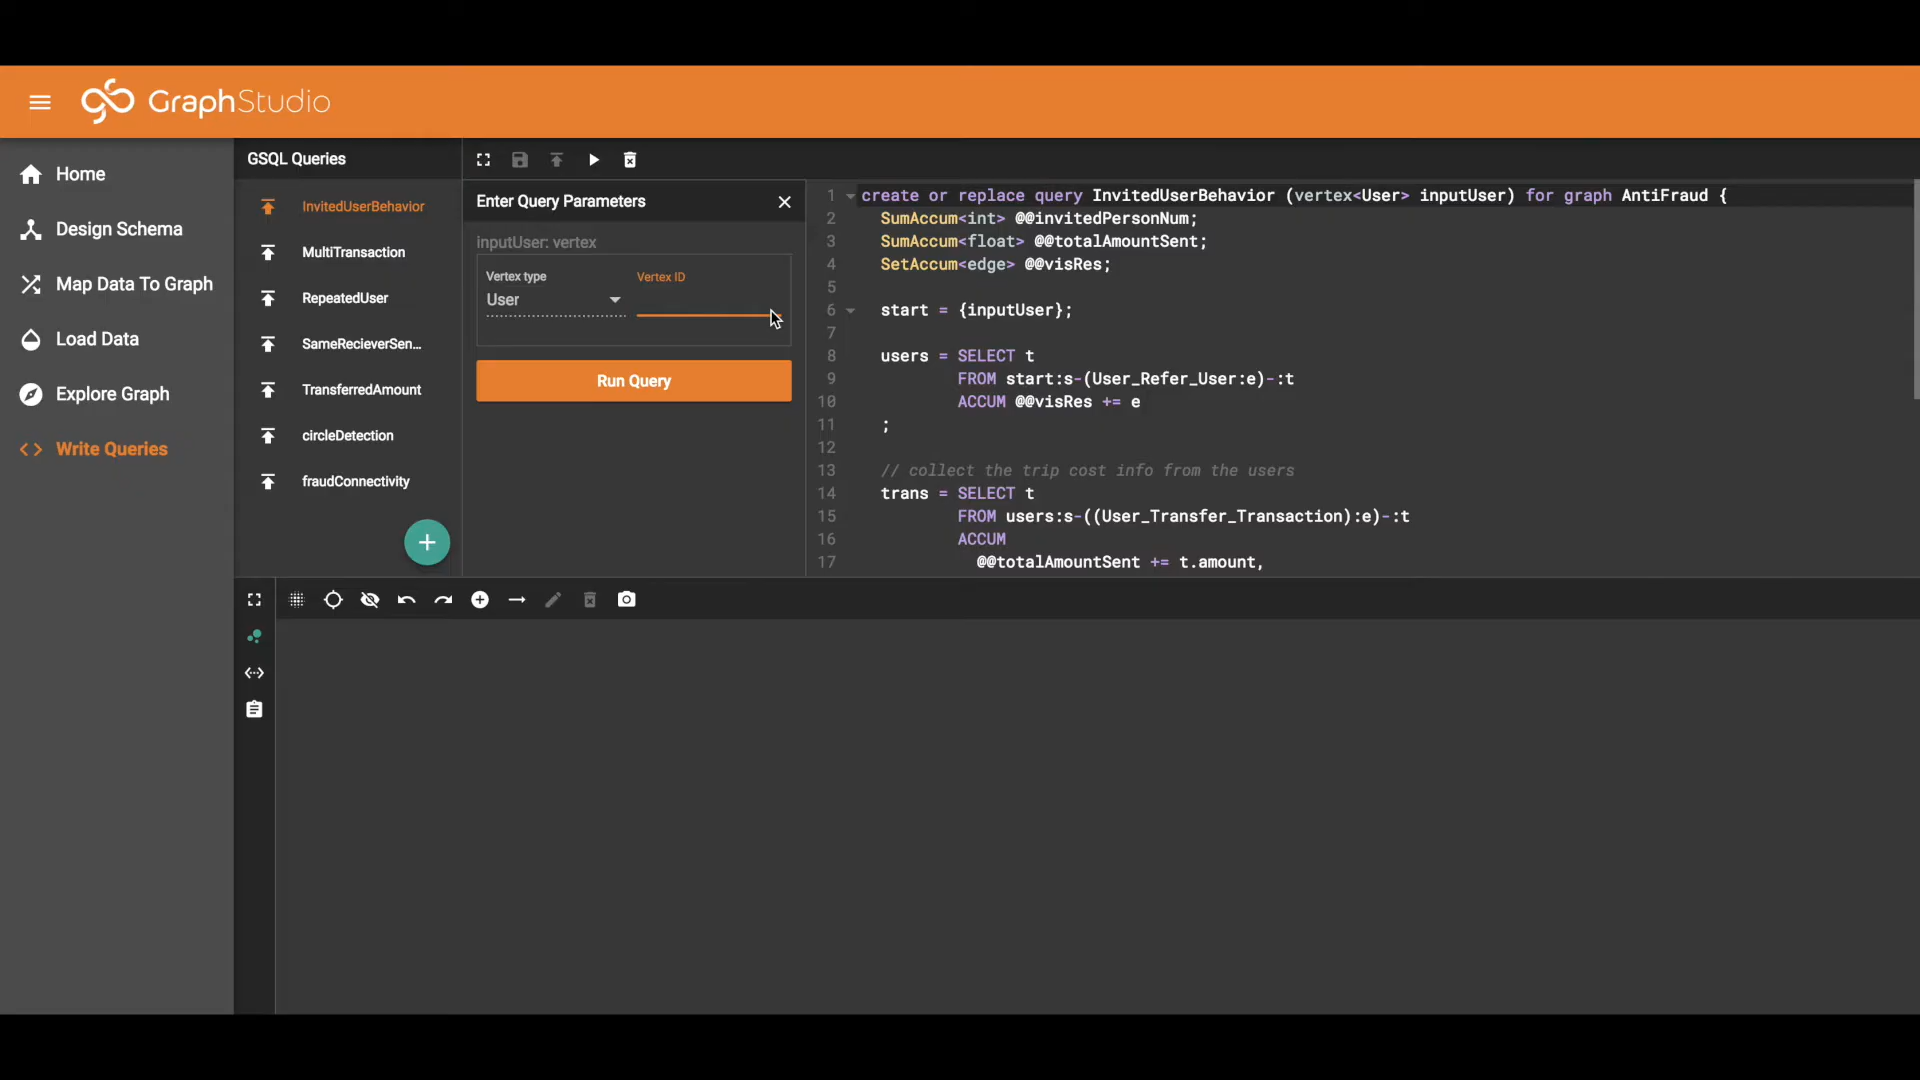 GraphStudio
Home
Design Schema
Map Data To Graph
Load Data
Explore Graph
Write Queries
GSQL Queries
InvitedUserBehavior
MultiTransaction
RepeatedUser
SameRecieverSen...
TransferredAmount
circleDetection
fraudConnectivity
+
Enter Query Parameters
inputUser: vertex
Vertex type
Vertex ID
User
Run Query
1 create or replace query InvitedUserBehavior (vertex<User> inputUser) for graph AntiFraud {
2 SumAccum<int> @@invitedPersonNum;
3 SumAccum<float> @@totalAmountSent;
4 SetAccum<edge> @@visRes;
5
6 start = {inputUser};
7
8 users = SELECT t
9 FROM start:s-(User_Refer_User:e)-:t
10 ACCUM @@visRes += e
11 ;
12
13 // collect the trip cost info from the users
14 trans = SELECT t
15 FROM users:s-((User_Transfer_Transaction):e)-:t
16 ACCUM
17 @@totalAmountSent += t.amount,